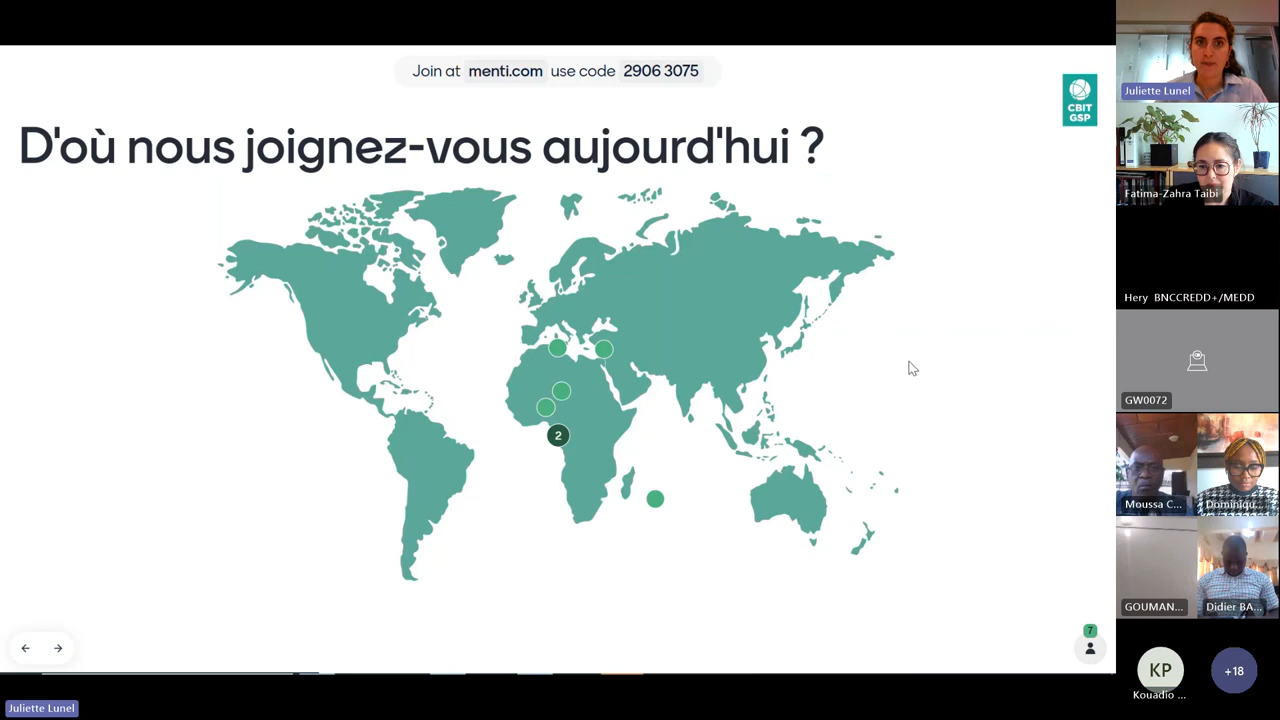 Join at menti.com use code 2906 3075
CBIT
GSP
D'où nous joignez-vous aujourd'hui ?
2
7
Juliette Lunel
Fatima-Zahra Taibi
Hery BNCCREDD+/MEDD
GW0072
Moussa C...
Dominiqu...
GOUMAN...
Didier BA...
KP
Kouadio ...
+18
Juliette Lunel